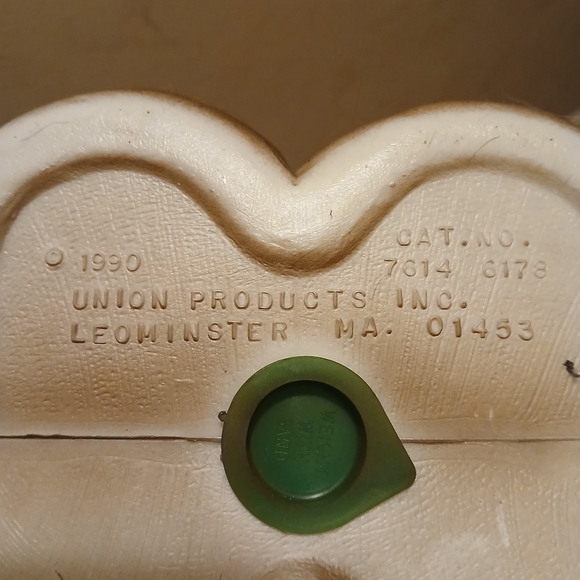 CAT.NO.
© 1990 7614 6178
UNION PRODUCTS INC.
LEOMINSTER MA. 01453